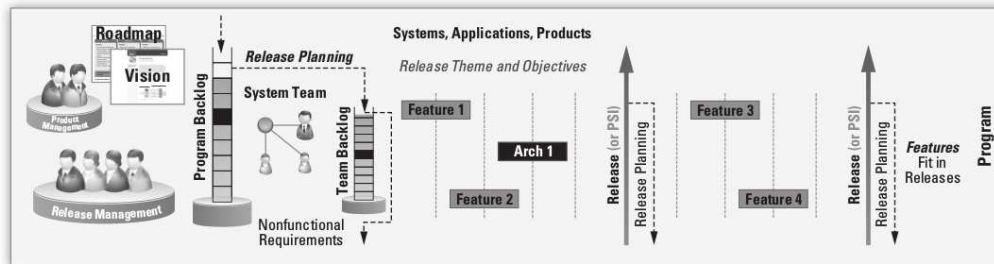 Roadmap
Vision
Product
Management
Release Management
Program Backlog
Release Planning
System Team
Team Backlog
Nonfunctional
Requirements
Systems, Applications, Products
Release Theme and Objectives
Feature 1
Arch 1
Feature 2
Release (or PSI)
Release Planning
Feature 3
Feature 4
Release (or PSI)
Release Planning
Features
Fit in
Releases
Program